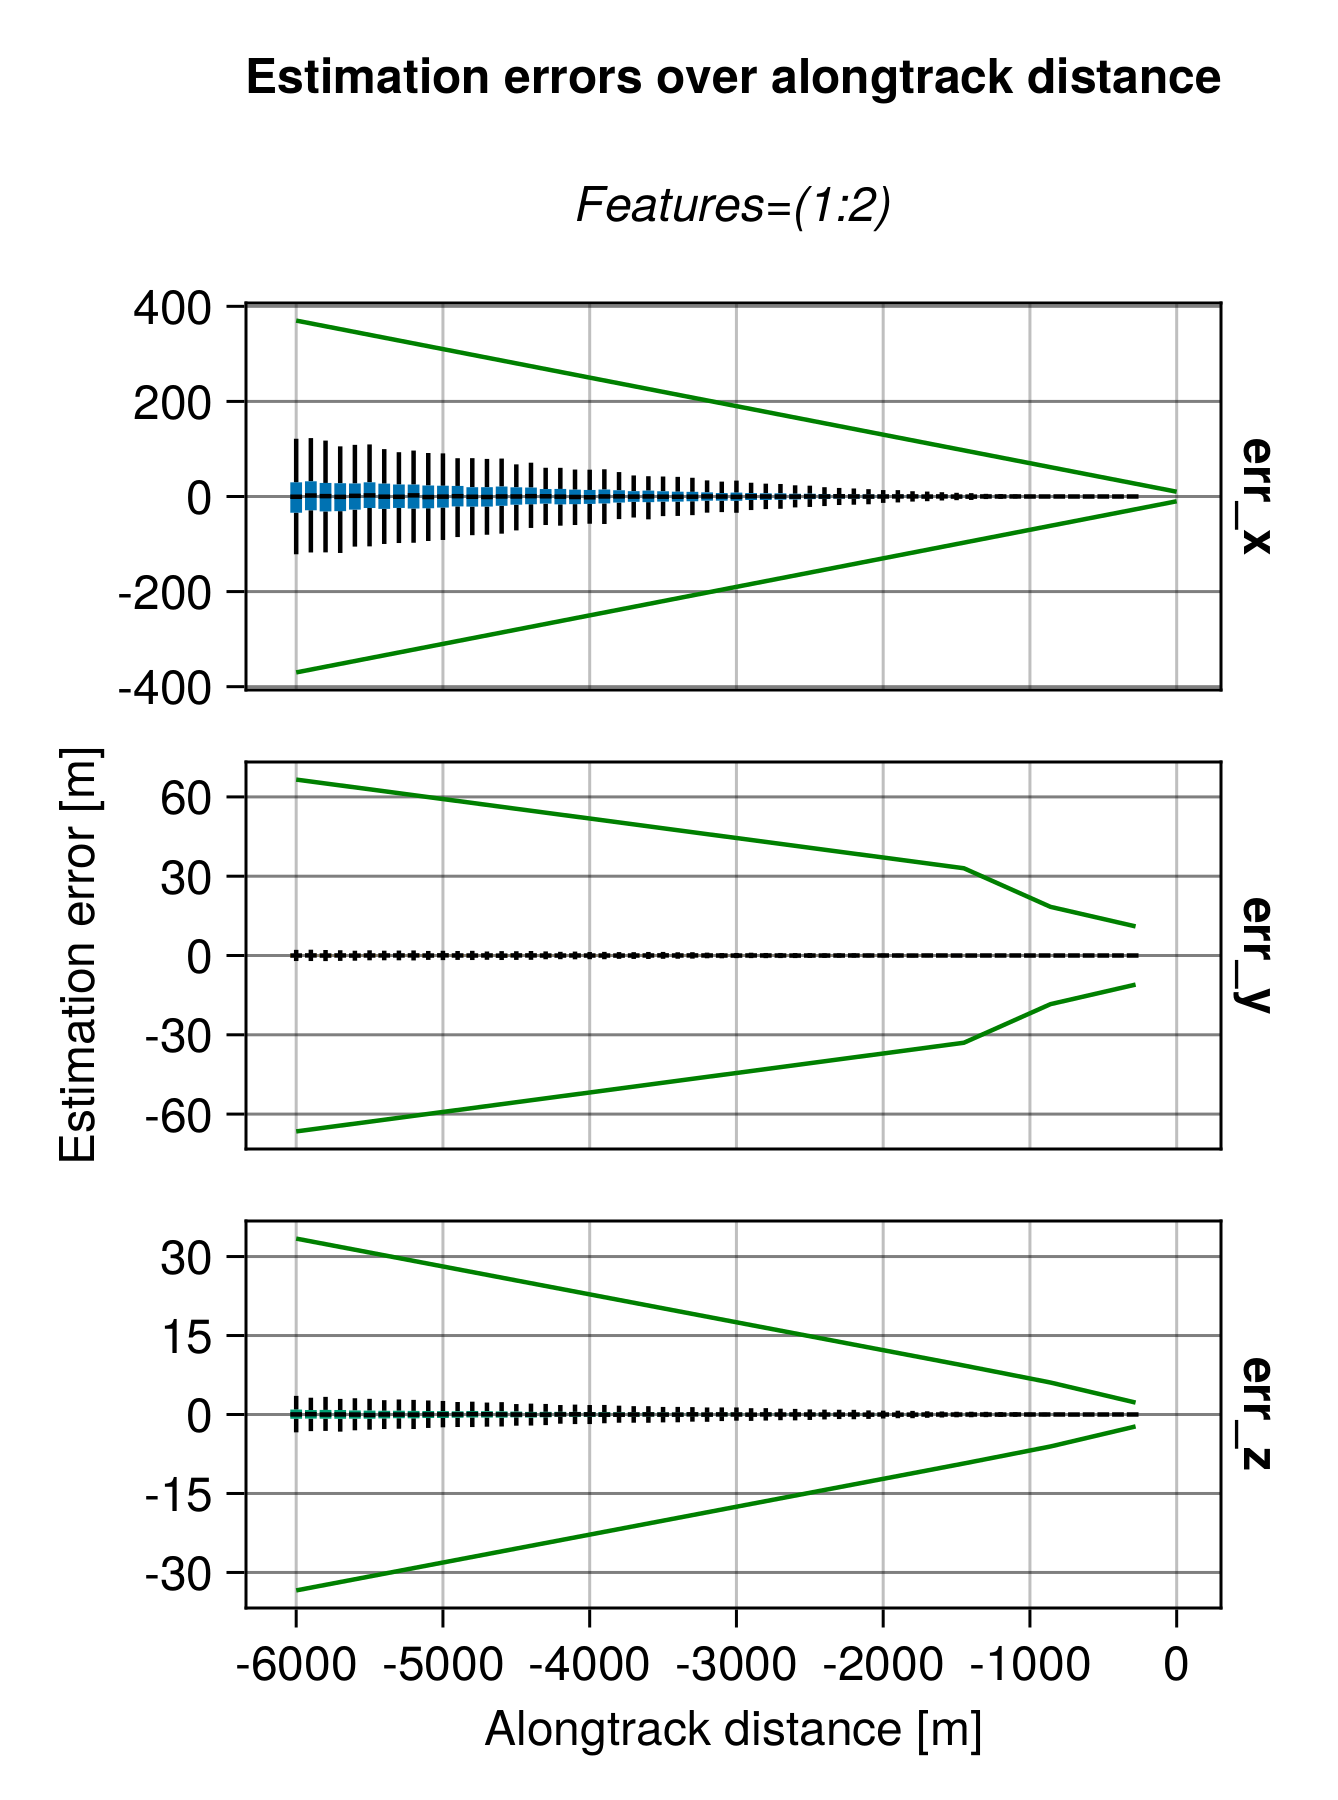 Estimation errors over alongtrack distance
Features=(1:2)
400
200
0
-200
-400
err_x
Estimation error [m]
60
30
0
-30
-60
err_y
30
15
0
-15
-30
err_z
-6000 -5000 -4000 -3000 -2000 -1000 0
Alongtrack distance [m]